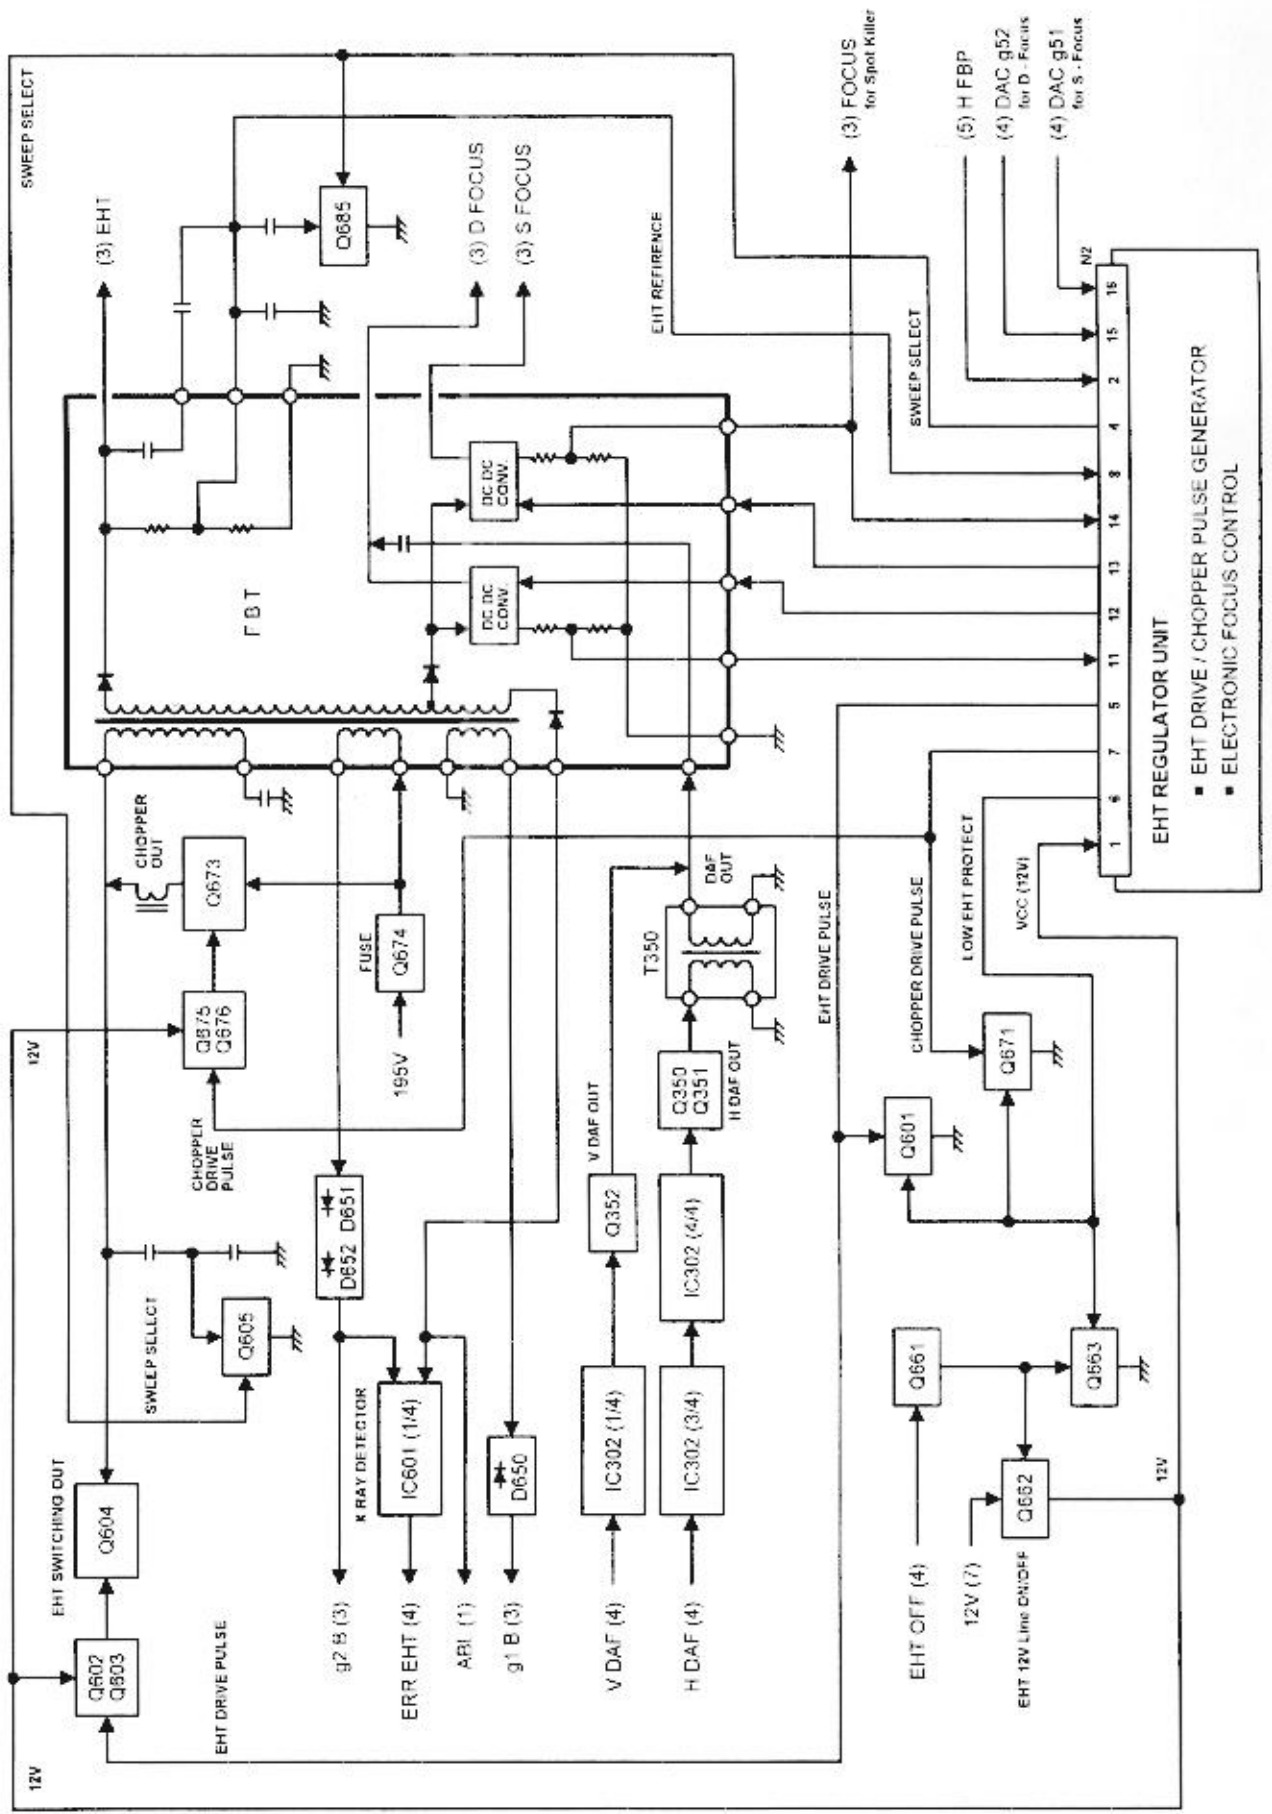 SWEEP SELECT
(3) EHT
Q685
(3) D FOCUS
(3) S FOCUS
EHT REFIRENCE
(3) FOCUS
for Spot Killer
(5) H FBP
(4) DAC g52
for D - Focus
(4) DAC g51
for S - Focus
SWEEP SELECT
N2
FBT
DC DC
CONV.
DC DC
CONV.
16
15
2
4
8
14
13
12
11
5
7
6
1
EHT REGULATOR UNIT
▪ EHT DRIVE / CHOPPER PULSE GENERATOR
▪ ELECTRONIC FOCUS CONTROL
CHOPPER
OUT
Q673
FUSE
Q674
195V
12V
Q675
Q676
CHOPPER
DRIVE
PULSE
DAF
OUT
T350
EHT DRIVE PULSE
CHOPPER DRIVE PULSE
LOW EHT PROTECT
VCC (12V)
D652
D651
V DAF OUT
Q352
Q350
Q351
H DAF OUT
Q601
Q671
SWEEP SELECT
Q605
X RAY DETECTOR
IC601 (1/4)
D650
IC302 (1/4)
IC302 (3/4)
IC302 (4/4)
Q661
Q663
Q662
12V
EHT SWITCHING OUT
Q604
Q602
Q603
12V
EHT DRIVE PULSE
g2 B (3)
ERR EHT (4)
ABL (1)
g1 B (3)
V DAF (4)
H DAF (4)
EHT OFF (4)
12V (7)
EHT 12V Line ON/OFF